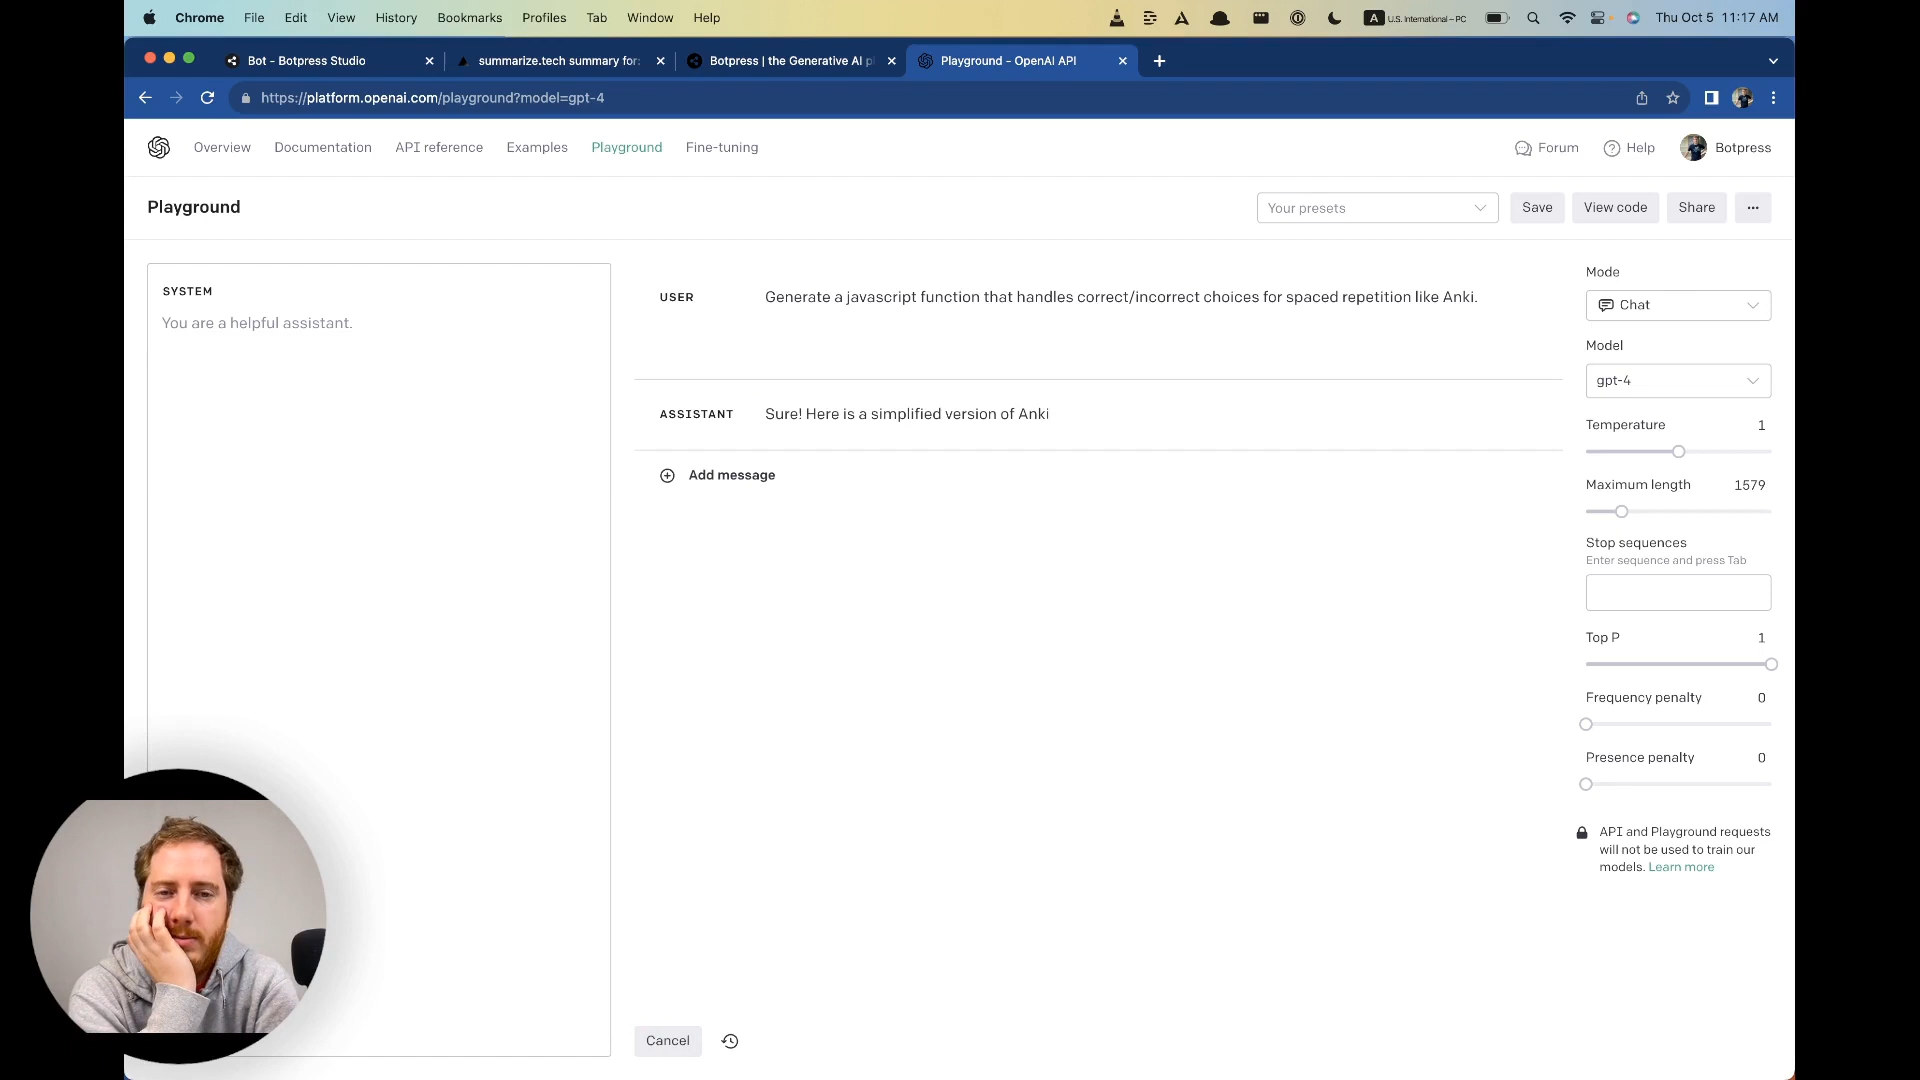 Chrome File Edit View History Bookmarks Profiles Tab Window Help
A U.S. International – PC Thu Oct 5 11:17 AM
Bot - Botpress Studio
summarize.tech summary for:
Botpress | the Generative AI pl
Playground - OpenAI API
https://platform.openai.com/playground?model=gpt-4
Overview Documentation API reference Examples Playground Fine-tuning
Forum Help Botpress
Playground
Your presets Save View code Share ...
SYSTEM
You are a helpful assistant.
USER Generate a javascript function that handles correct/incorrect choices for spaced repetition like Anki.
ASSISTANT Sure! Here is a simplified version of Anki
Add message
Cancel
Mode
Chat
Model
gpt-4
Temperature 1
Maximum length 1579
Stop sequences
Enter sequence and press Tab
Top P 1
Frequency penalty 0
Presence penalty 0
API and Playground requests
will not be used to train our
models. Learn more